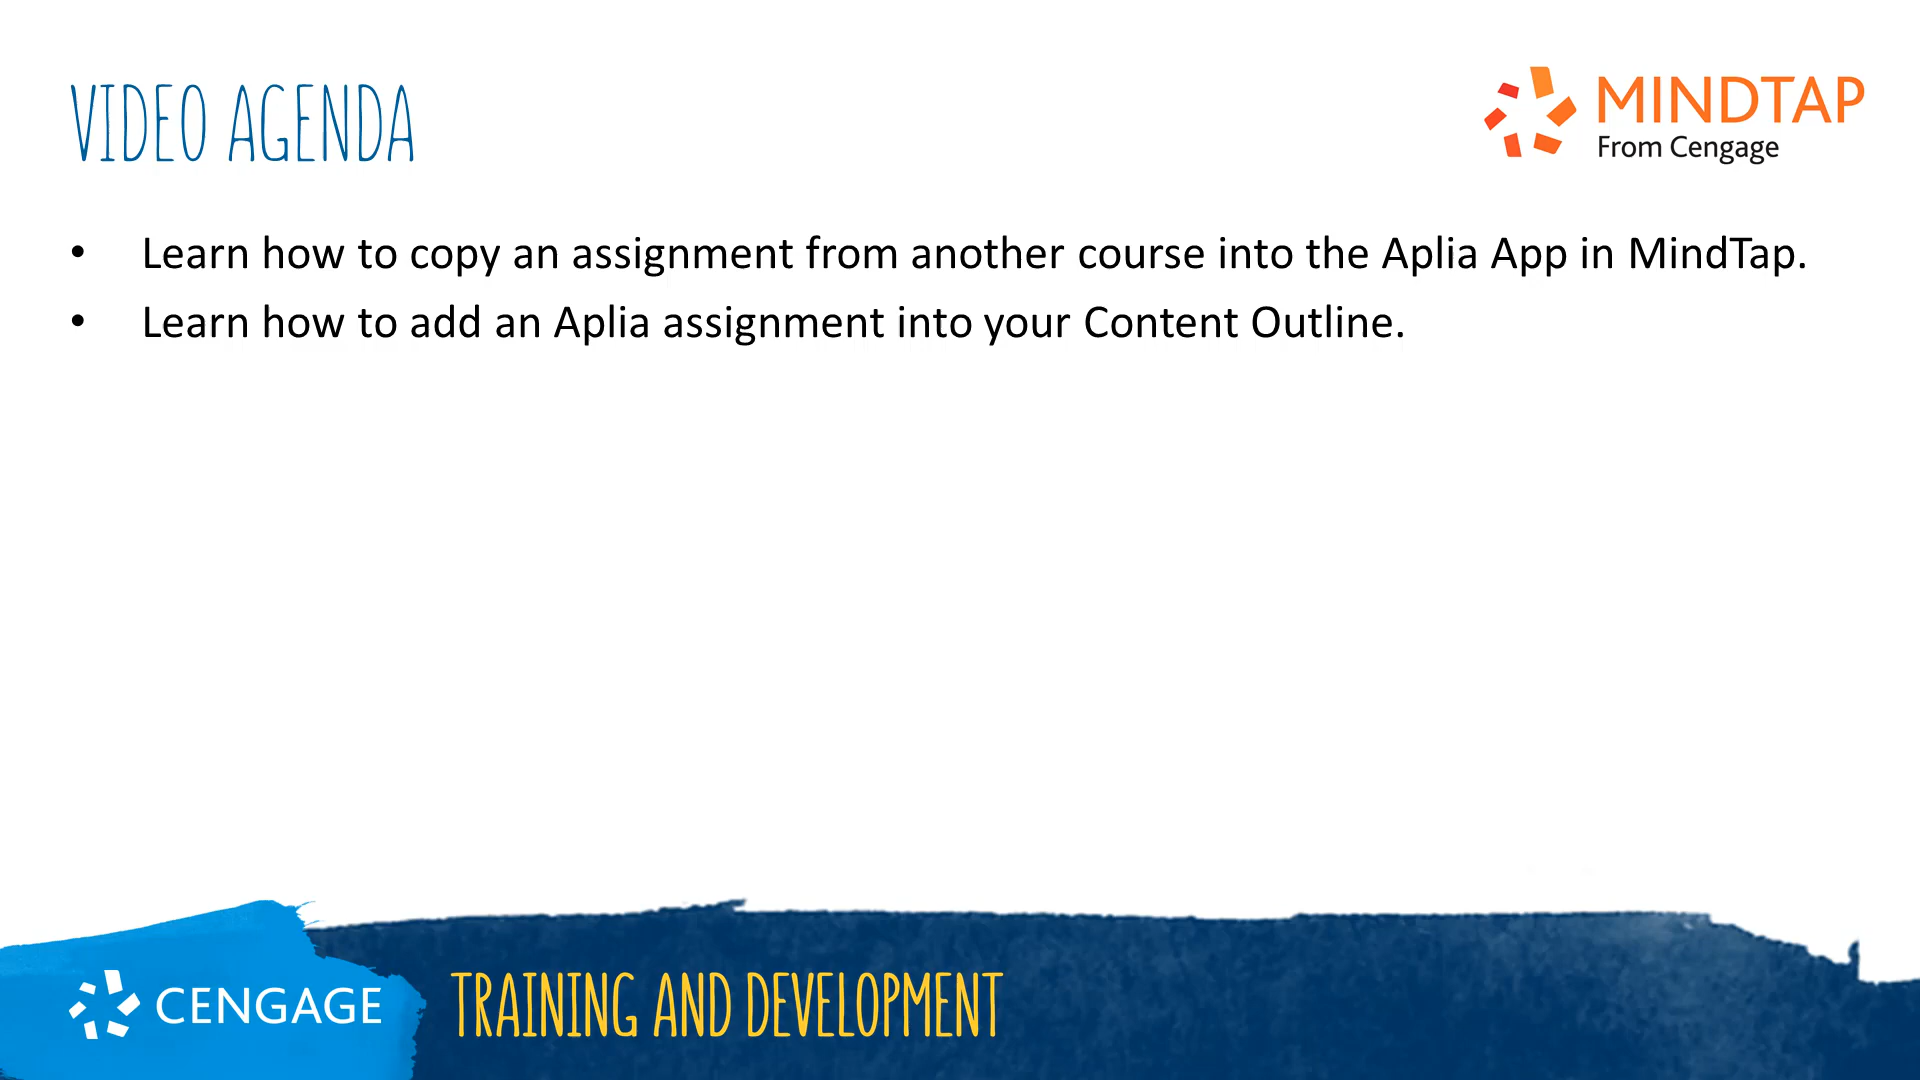 VIDEO AGENDA
MINDTAP
From Cengage
• Learn how to copy an assignment from another course into the Aplia App in MindTap.
• Learn how to add an Aplia assignment into your Content Outline.
CENGAGE
TRAINING AND DEVELOPMENT